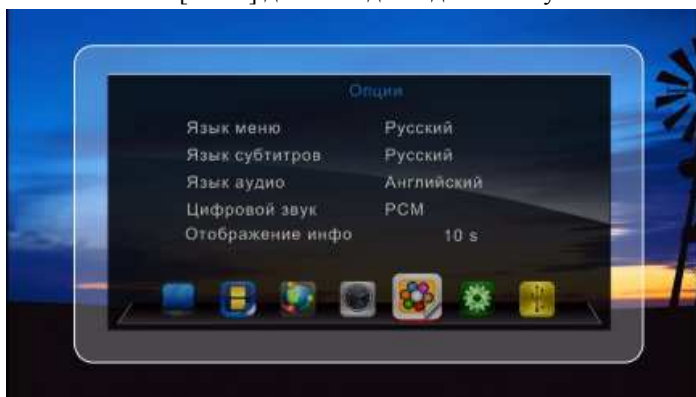 Опции
Язык меню Русский
Язык субтитров Русский
Язык аудио Английский
Цифровой звук PCM
Отображение инфо 10 s